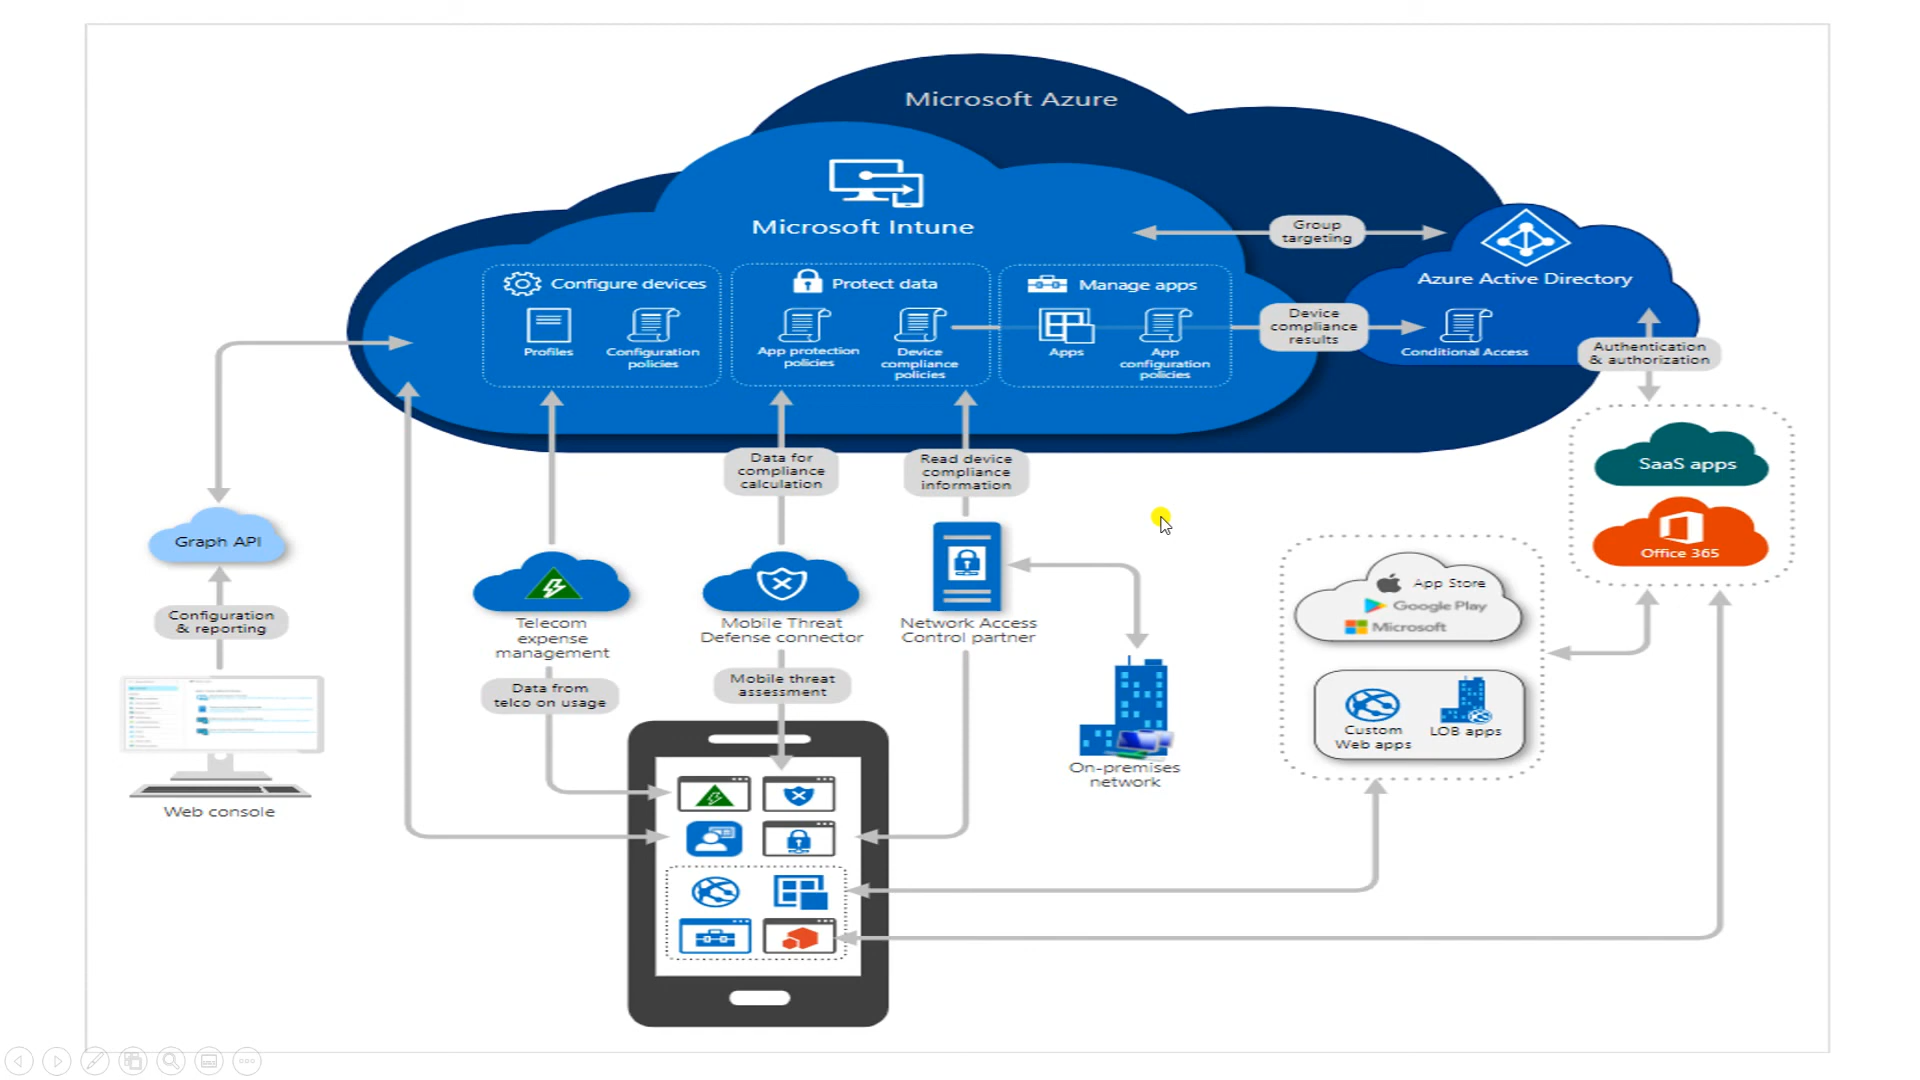 Microsoft Azure
Microsoft Intune
Group
targeting
Azure Active Directory
Configure devices
Protect data
Manage apps
Profiles
Configuration
policies
App protection
policies
Device
compliance
policies
Apps
App
configuration
policies
Device
compliance
results
Conditional Access
Authentication
& authorization
Data for
compliance
calculation
Read device
compliance
information
SaaS apps
Office 365
Graph API
Configuration
& reporting
Web console
Telecom
expense
management
Data from
telco on usage
Mobile Threat
Defense connector
Mobile threat
assessment
Network Access
Control partner
On-premises
network
App Store
Google Play
Microsoft
Custom
Web apps
LOB apps